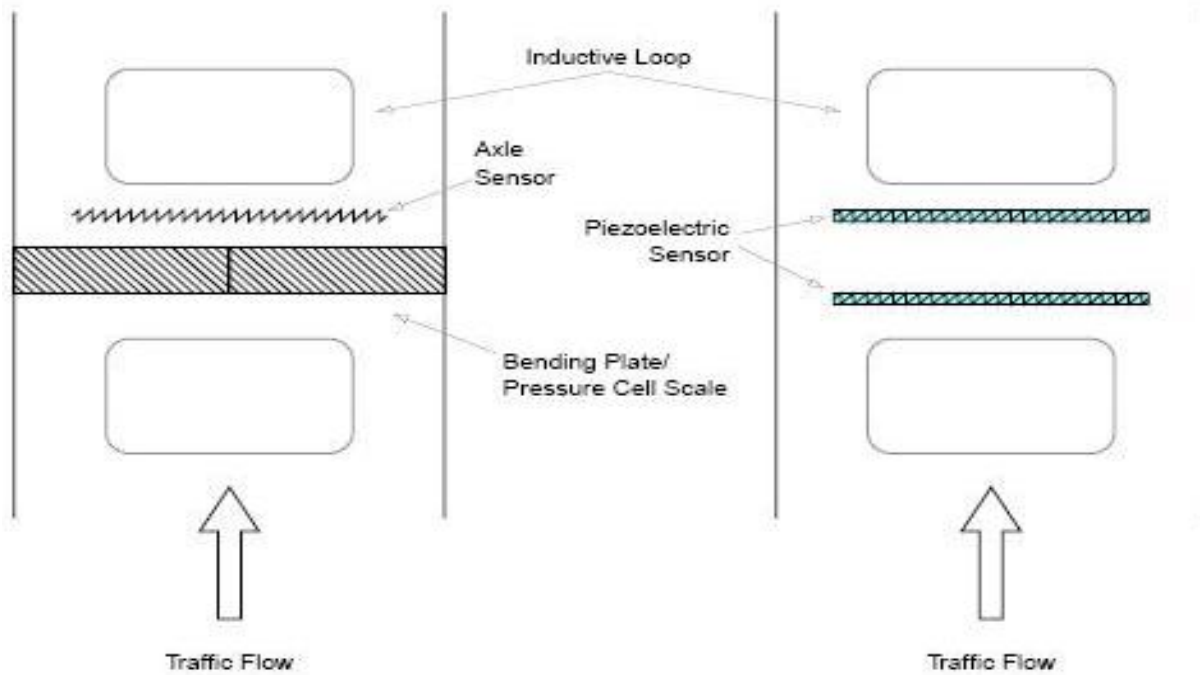 Inductive Loop
Axle
Sensor
Piezoelectric
Sensor
Bending Plate/
Pressure Cell Scale
Traffic Flow
Traffic Flow